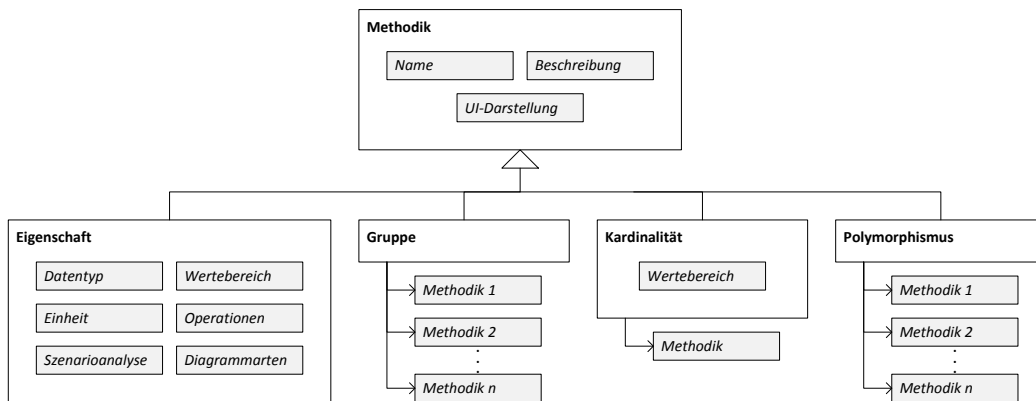 Methodik
Name
Beschreibung
UI-Darstellung
Eigenschaft
Datentyp
Wertebereich
Einheit
Operationen
Szenarioanalyse
Diagrammarten
Gruppe
Methodik 1
Methodik 2
Methodik n
Kardinalität
Wertebereich
Methodik
Polymorphismus
Methodik 1
Methodik 2
Methodik n